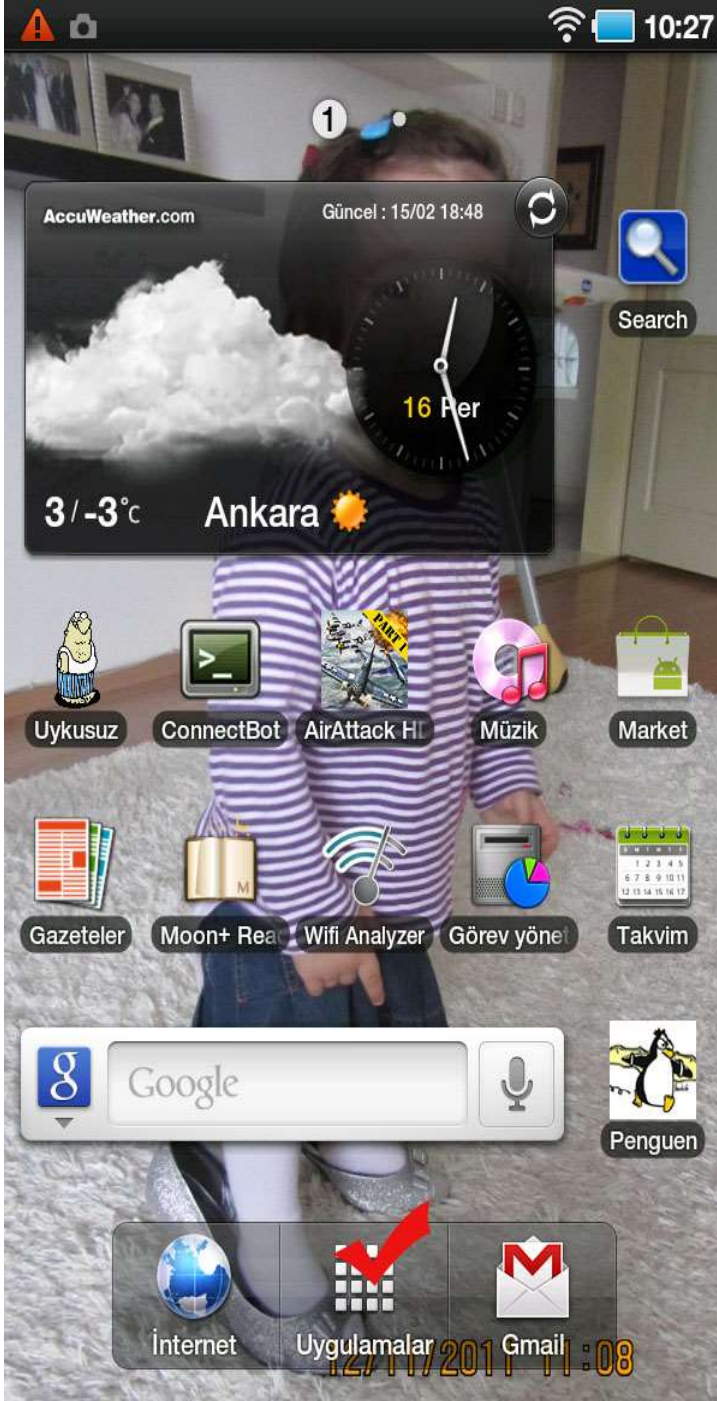 10:27
1
AccuWeather.com
Güncel : 15/02 18:48
16 Per
3 / -3°c
Ankara
Search
PART I
Uykusuz
ConnectBot
AirAttack HD
Müzik
Market
M
Gazeteler
Moon+ Read
Wifi Analyzer
Görev yönet
Takvim
g
Google
Penguen
İnternet
Uygulamalar
Gmail
12/11/2011 11:08